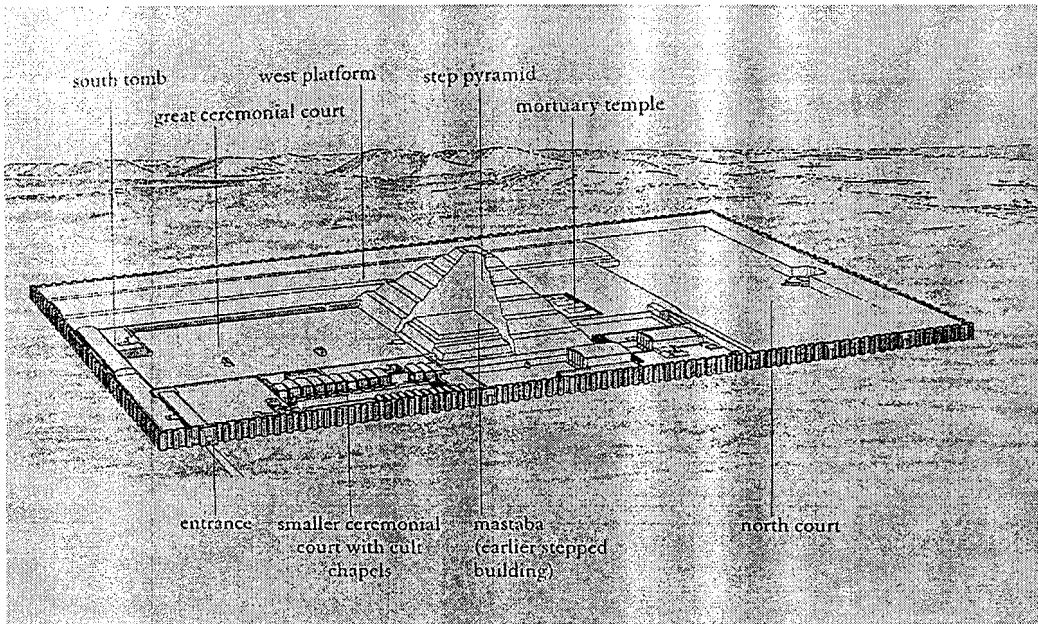 south tomb
west platform
step pyramid
great ceremonial court
mortuary temple
entrance
smaller ceremonial
court with cult
chapels
mastaba
(earlier stepped
building)
north court